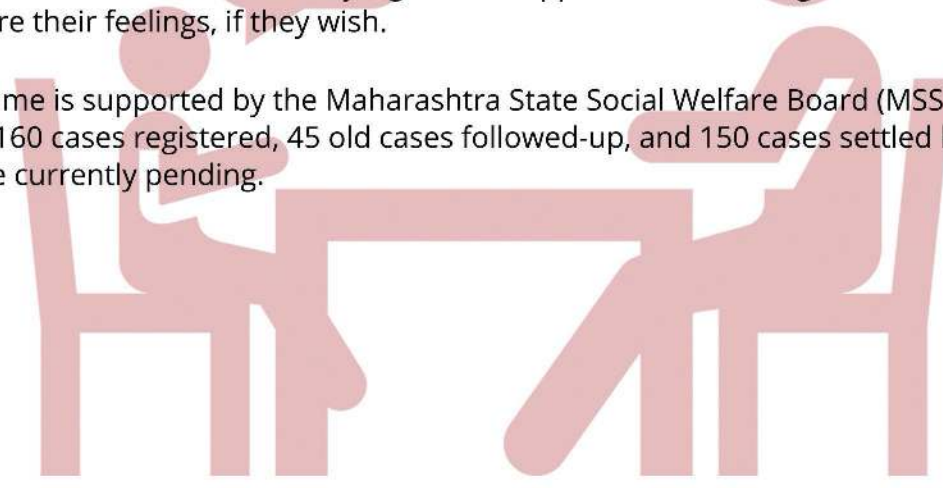 re their feelings, if they wish.
me is supported by the Maharashtra State Social Welfare Board (MSS
160 cases registered, 45 old cases followed-up, and 150 cases settled
currently pending.